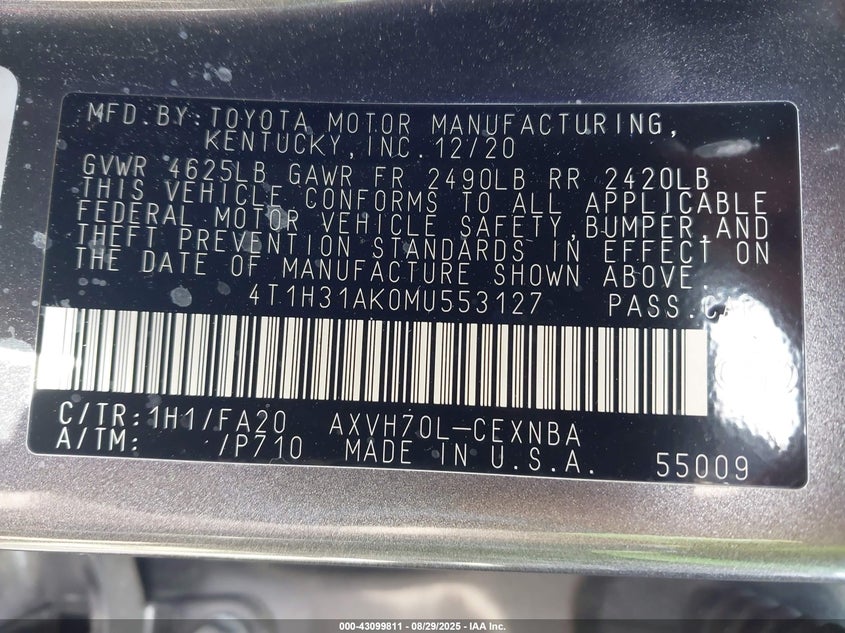 MFD.BY:TOYOTA MOTOR MANUFACTURING,
KENTUCKY,INC.12/20
GVWR 4625LB GAWR FR 2490LB RR 2420LB
THIS VEHICLE CONFORMS TO ALL APPLICABLE
FEDERAL MOTOR VEHICLE SAFETY,BUMPER,AND
THEFT PREVENTION STANDARDS IN EFFECT ON
THE DATE OF MANUFACTURE SHOWN ABOVE.
4T1H31AK0MU553127 PASS.CAR
C/TR:1H1/FA20 AXVH70L-CEXNBA
A/TM: /P710 MADE IN U.S.A. 55009
000-43099811 - 08/29/2025 - IAA Inc.